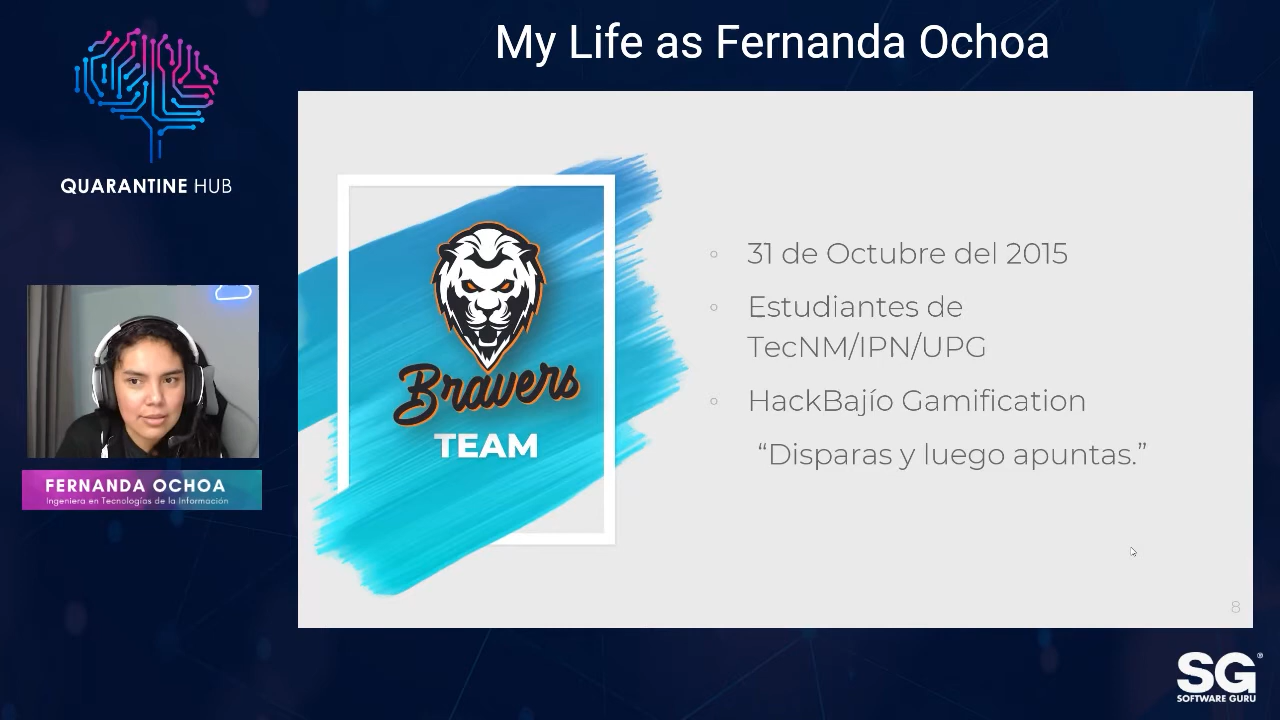 My Life as Fernanda Ochoa
QUARANTINE HUB
Bravers
TEAM
31 de Octubre del 2015
Estudiantes de
TecNM/IPN/UPG
HackBajío Gamification
“Disparas y luego apuntas.”
8
FERNANDA OCHOA
Ingeniera en Tecnologías de la Información
SG®
SOFTWARE GURU